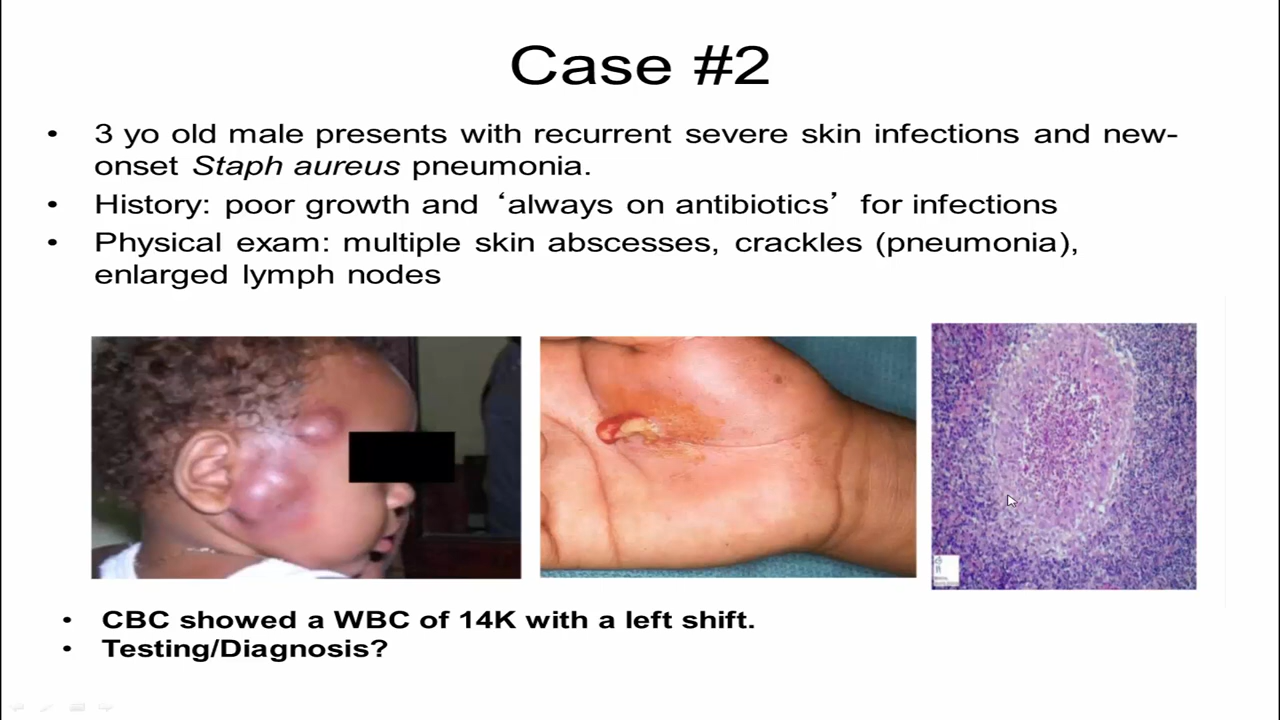 Case #2
• 3 yo old male presents with recurrent severe skin infections and new-
onset Staph aureus pneumonia.
• History: poor growth and ‘always on antibiotics’ for infections
• Physical exam: multiple skin abscesses, crackles (pneumonia),
enlarged lymph nodes
• CBC showed a WBC of 14K with a left shift.
• Testing/Diagnosis?